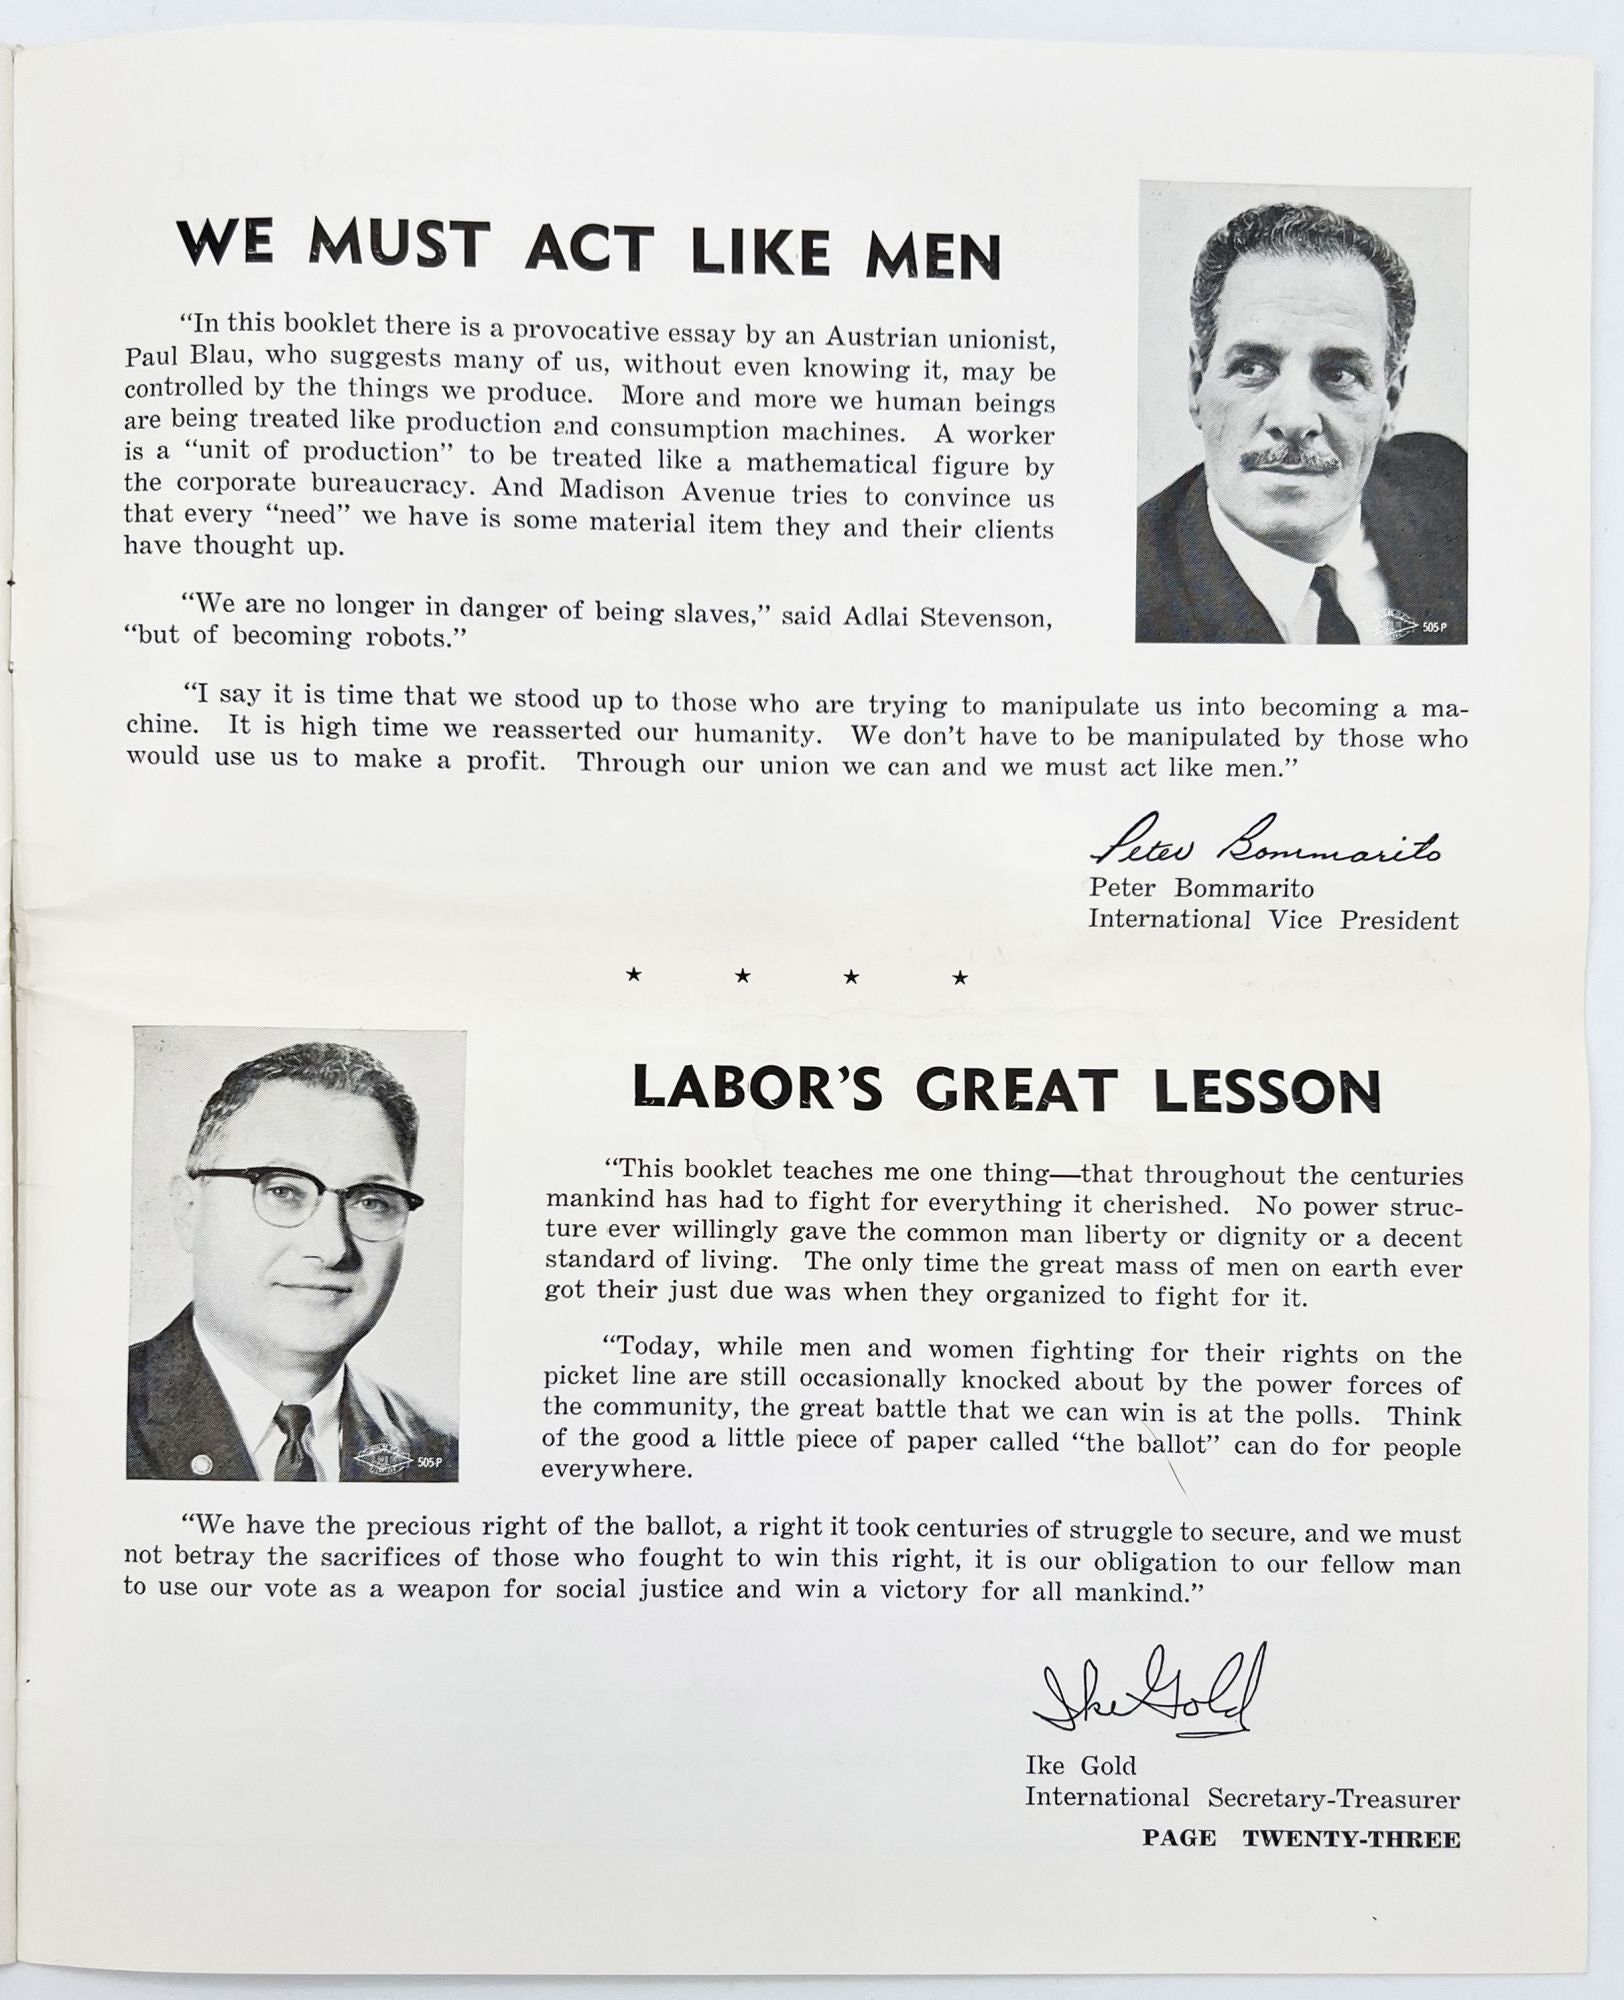 WE MUST ACT LIKE MEN
“In this booklet there is a provocative essay by an Austrian unionist,
Paul Blau, who suggests many of us, without even knowing it, may be
controlled by the things we produce. More and more we human beings
are being treated like production and consumption machines. A worker
is a “unit of production” to be treated like a mathematical figure by
the corporate bureaucracy. And Madison Avenue tries to convince us
that every “need” we have is some material item they and their clients
have thought up.
“We are no longer in danger of being slaves,” said Adlai Stevenson,
“but of becoming robots.”
505-P
“I say it is time that we stood up to those who are trying to manipulate us into becoming a ma-
chine. It is high time we reasserted our humanity. We don’t have to be manipulated by those who
would use us to make a profit. Through our union we can and we must act like men.”
Peter Bommarito
Peter Bommarito
International Vice President
★ ★ ★ ★
LABOR’S GREAT LESSON
“This booklet teaches me one thing—that throughout the centuries
mankind has had to fight for everything it cherished. No power struc-
ture ever willingly gave the common man liberty or dignity or a decent
standard of living. The only time the great mass of men on earth ever
got their just due was when they organized to fight for it.
“Today, while men and women fighting for their rights on the
picket line are still occasionally knocked about by the power forces of
the community, the great battle that we can win is at the polls. Think
of the good a little piece of paper called “the ballot” can do for people
everywhere.
505-P
“We have the precious right of the ballot, a right it took centuries of struggle to secure, and we must
not betray the sacrifices of those who fought to win this right, it is our obligation to our fellow man
to use our vote as a weapon for social justice and win a victory for all mankind.”
Ike Gold
Ike Gold
International Secretary-Treasurer
PAGE TWENTY-THREE